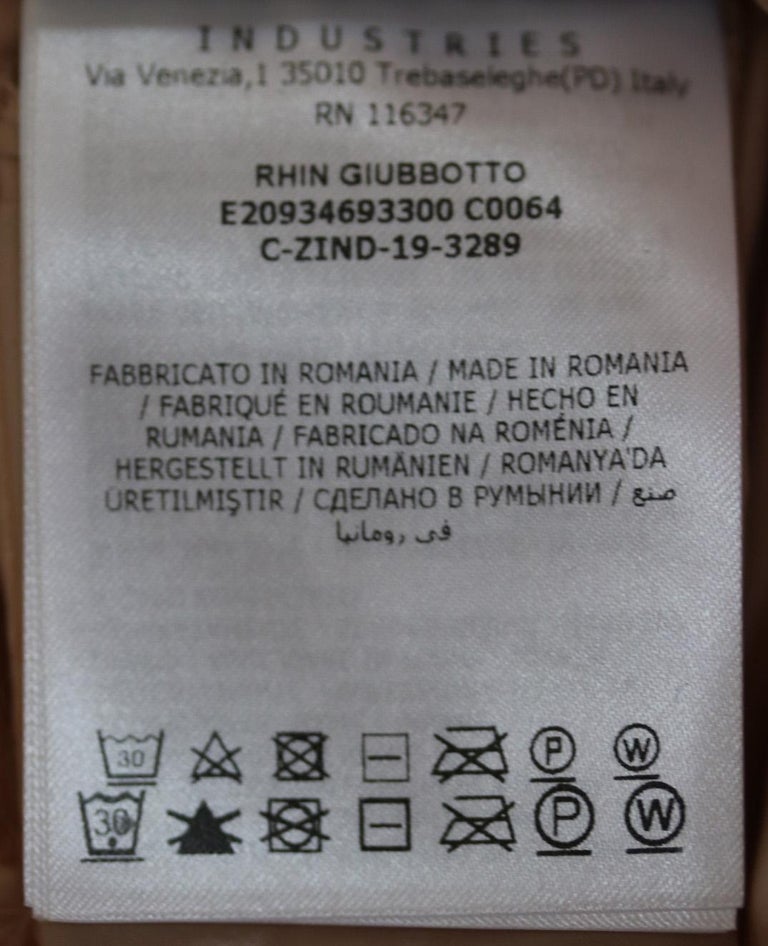 INDUSTRIES
Via Venezia,1 35010 Trebaseleghe(PD) Italy
RN 116347
RHIN GIUBBOTTO
E20934693300 C0064
C-ZIND-19-3289
FABBRICATO IN ROMANIA / MADE IN ROMANIA
/ FABRIQUÉ EN ROUMANIE / HECHO EN
RUMANIA / FABRICADO NA ROMÉNIA /
HERGESTELLT IN RUMÄNIEN / ROMANYA'DA
ÜRETILMIŞTIR / СДЕЛАНО В РУМЫНИИ / صنع
في رومانيا
30 P W
30 P W